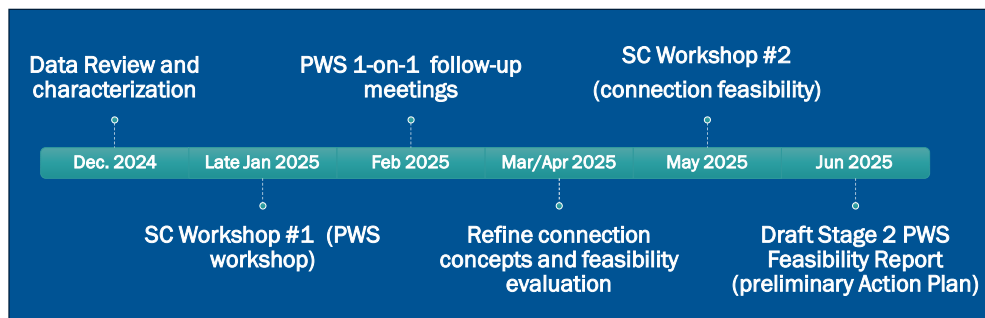 Data Review and
characterization
PWS 1-on-1 follow-up
meetings
SC Workshop #2
(connection feasibility)
Dec. 2024
Late Jan 2025
Feb 2025
Mar/Apr 2025
May 2025
Jun 2025
SC Workshop #1 (PWS
workshop)
Refine connection
concepts and feasibility
evaluation
Draft Stage 2 PWS
Feasibility Report
(preliminary Action Plan)